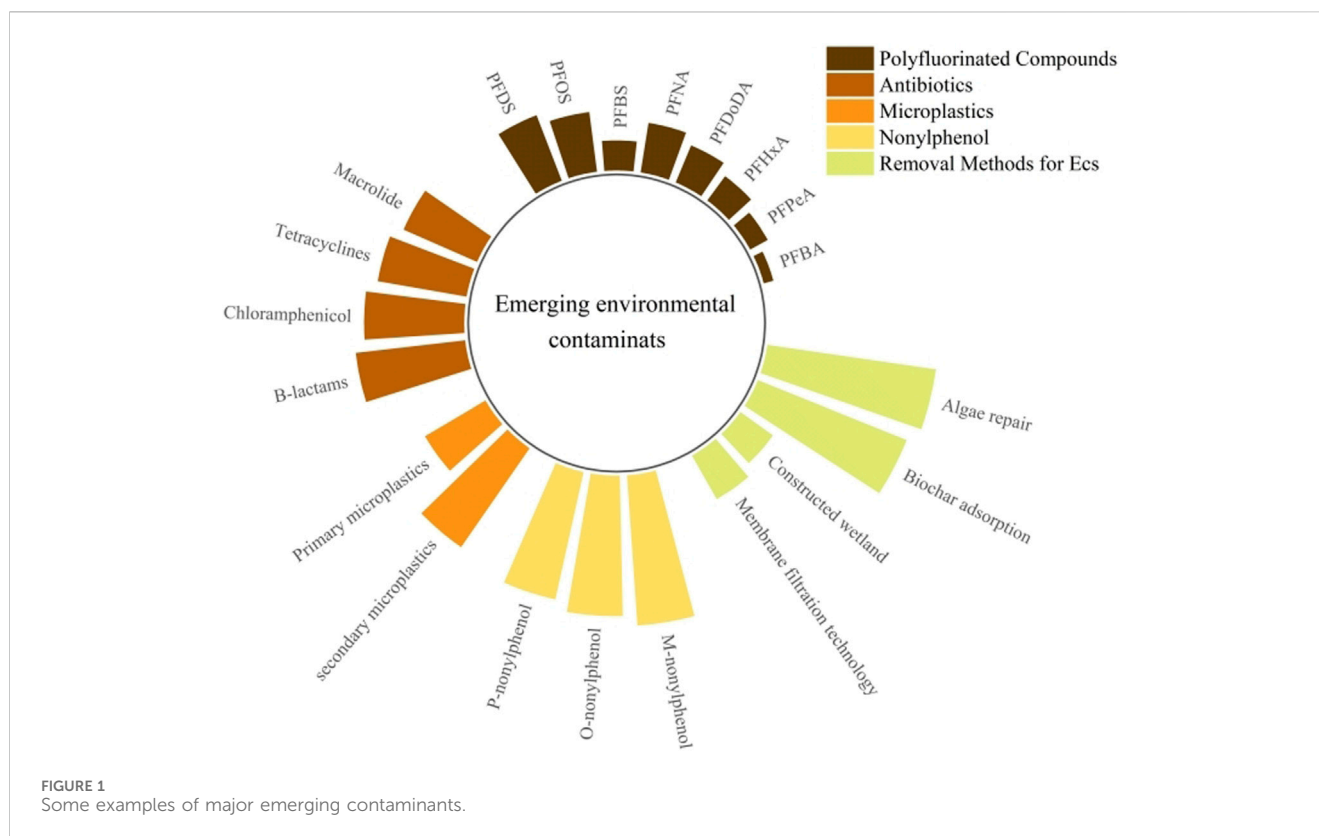 PFDS
PFOS
PFBS
PFNA
PFDoDA
PFHxA
PFPeA
PFBA
Polyfluorinated Compounds
Antibiotics
Microplastics
Nonylphenol
Removal Methods for Ecs
Macrolide
Tetracyclines
Chloramphenicol
B-lactams
Emerging environmental
contaminats
Algae repair
Biochar adsorption
Constructed wetland
Membrane filtration technology
Primary microplastics
secondary microplastics
P-nonylphenol
O-nonylphenol
M-nonylphenol
FIGURE 1
Some examples of major emerging contaminants.